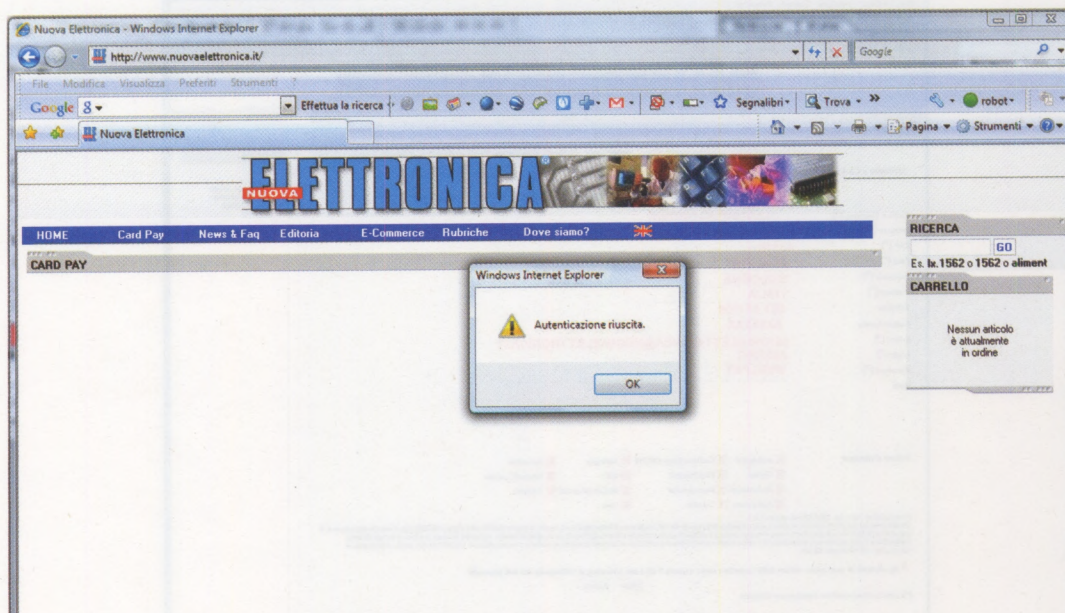 Nuova Elettronica - Windows Internet Explorer
http://www.nuovaelettronica.it/
Google
File Modifica Visualizza Preferiti Strumenti ?
Google
Effettua la ricerca
Segnalibri
Trova
robot
Nuova Elettronica
Pagina
Strumenti
NUOVA
ELETTRONICA
HOME Card Pay News & Faq Editoria E-Commerce Rubriche Dove siamo?
CARD PAY
RICERCA
GO
Es. lx.1562 o 1562 o aliment
CARRELLO
Nessun articolo
è attualmente
in ordine
Windows Internet Explorer
Autenticazione riuscita.
OK